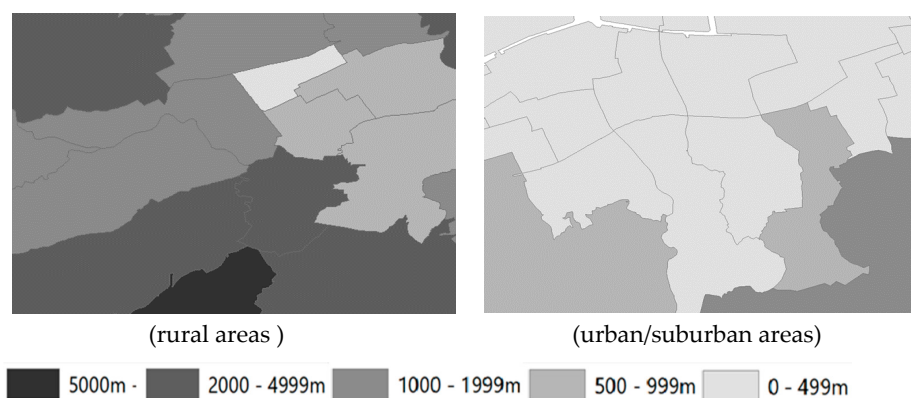 (rural areas )
(urban/suburban areas)
5000m - 2000 - 4999m 1000 - 1999m 500 - 999m 0 - 499m